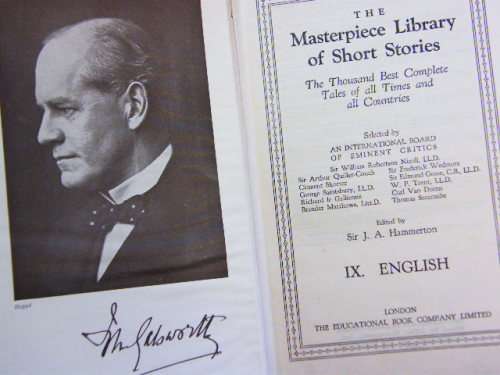 THE
Masterpiece Library
of Short Stories
The Thousand Best Complete
Tales of all Times and
all Countries
Selected by
AN INTERNATIONAL BOARD
OF EMINENT CRITICS
Sir William Robertson Nicoll, LL.D.
Sir Arthur Quiller-Couch Sir Frederick Wedmore
Clement Shorter Sir Edmund Gosse, C.B., LL.D.
George Saintsbury, LL.D. W. P. Trent, LL.D.
Richard le Gallienne Carl Van Doren
Brander Matthews, Litt.D. Thomas Seccombe
Edited by
Sir J. A. Hammerton
IX. ENGLISH
LONDON
THE EDUCATIONAL BOOK COMPANY LIMITED
John Galsworthy